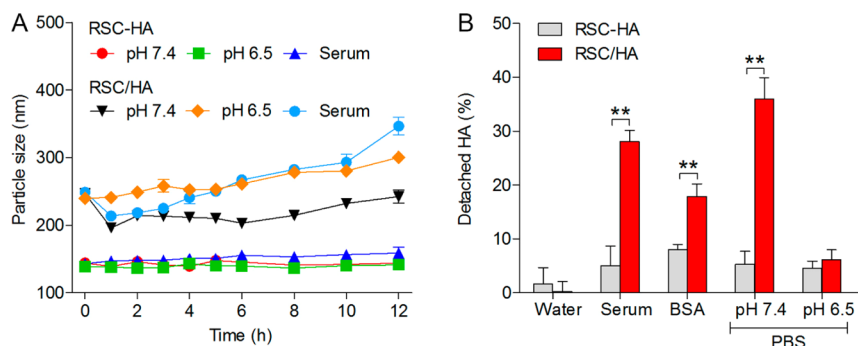 A
RSC-HA
pH 7.4 pH 6.5 Serum
RSC/HA
pH 7.4 pH 6.5 Serum
Particle size (nm)
500
400
300
200
100
0 2 4 6 8 10 12
Time (h)
B
RSC-HA
RSC/HA
Detached HA (%)
50
40
30
20
10
0
**
**
**
Water Serum BSA pH 7.4 pH 6.5
PBS